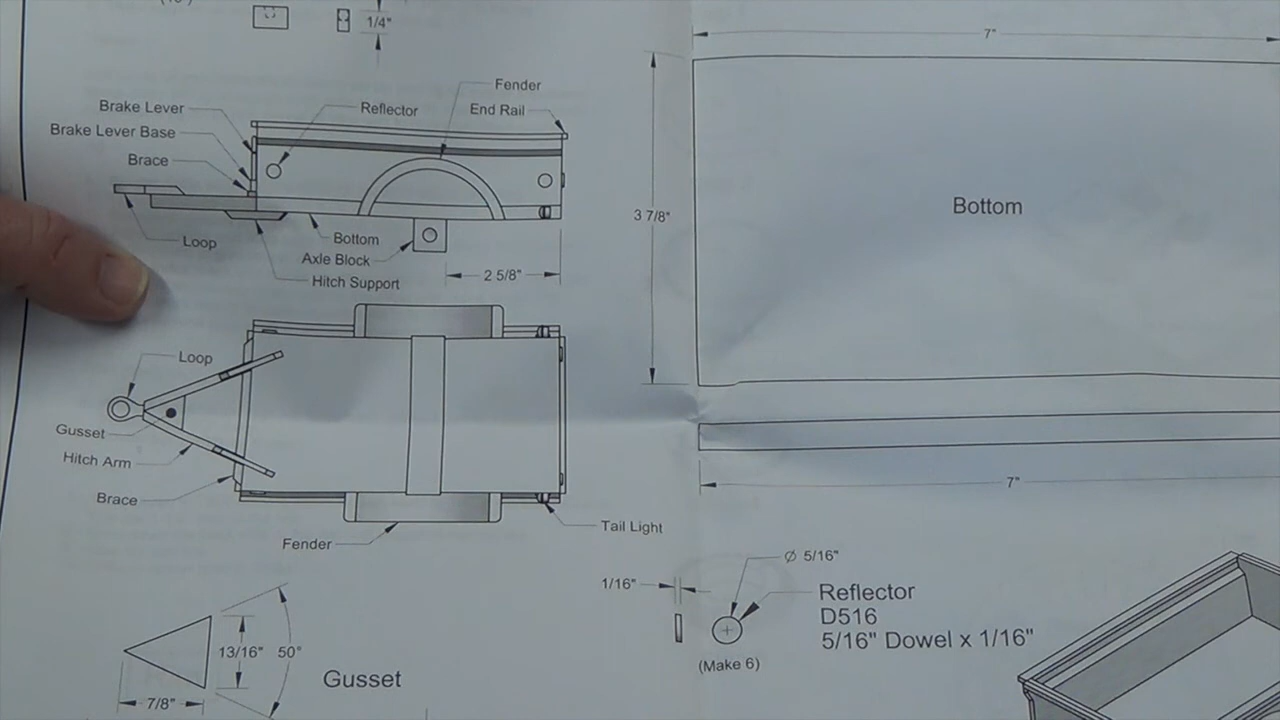 1/4"
7"
Fender
Brake Lever
Reflector
End Rail
Brake Lever Base
Brace
3 7/8"
Bottom
Loop
Bottom
Axle Block
2 5/8"
Hitch Support
Loop
Gusset
Hitch Arm
7"
Brace
Tail Light
Fender
Ø 5/16"
1/16"
Reflector
D516
5/16" Dowel x 1/16"
(Make 6)
13/16"
50°
Gusset
7/8"